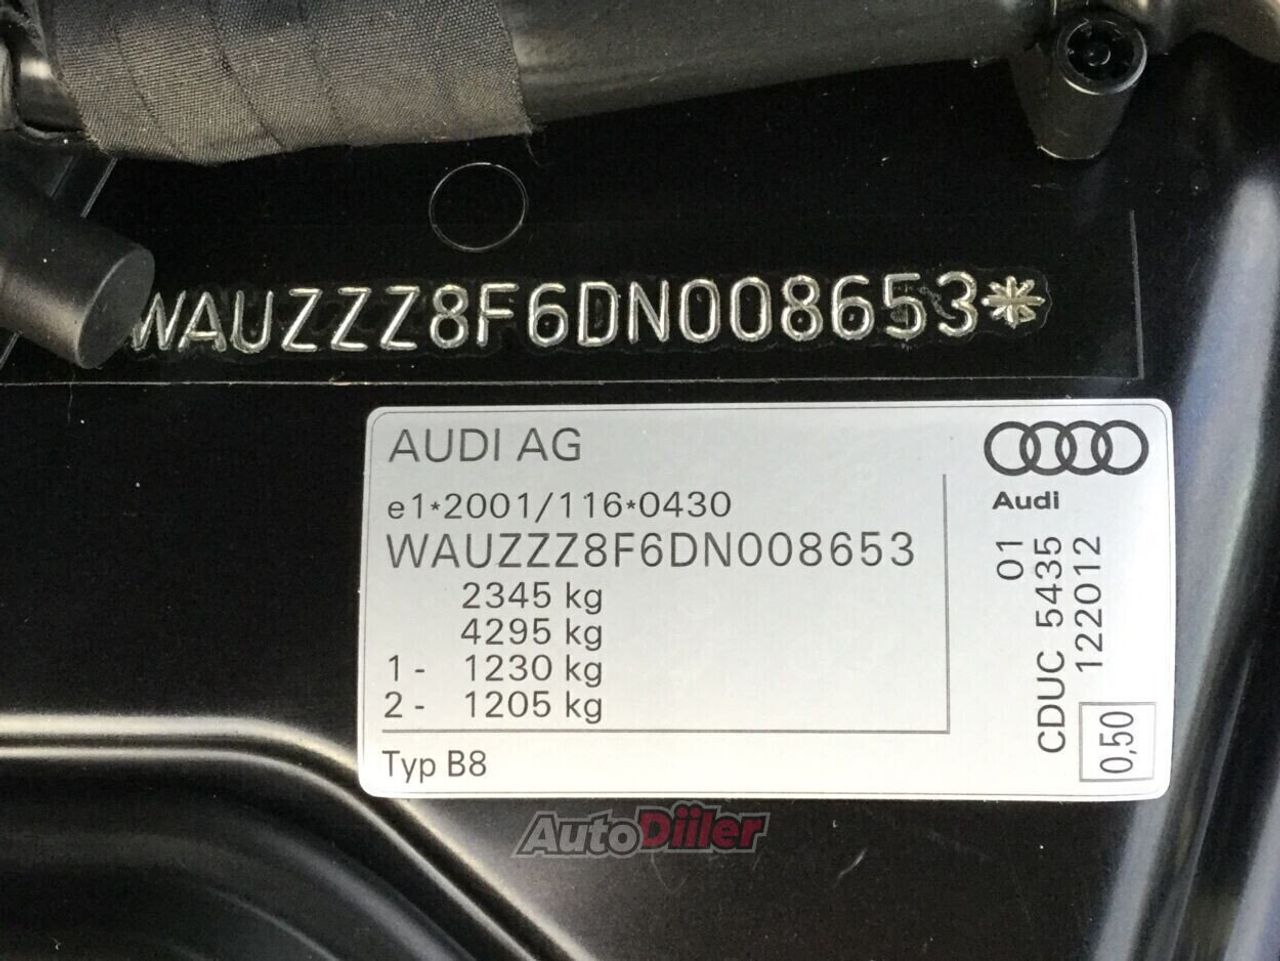 WAUZZZ8F6DN008653*
AUDI AG
Audi
e1*2001/116*0430
WAUZZZ8F6DN008653
2345 kg
4295 kg
1- 1230 kg
2- 1205 kg
Typ B8
01
CDUC 5435
122012
0,50
AutoDiiler